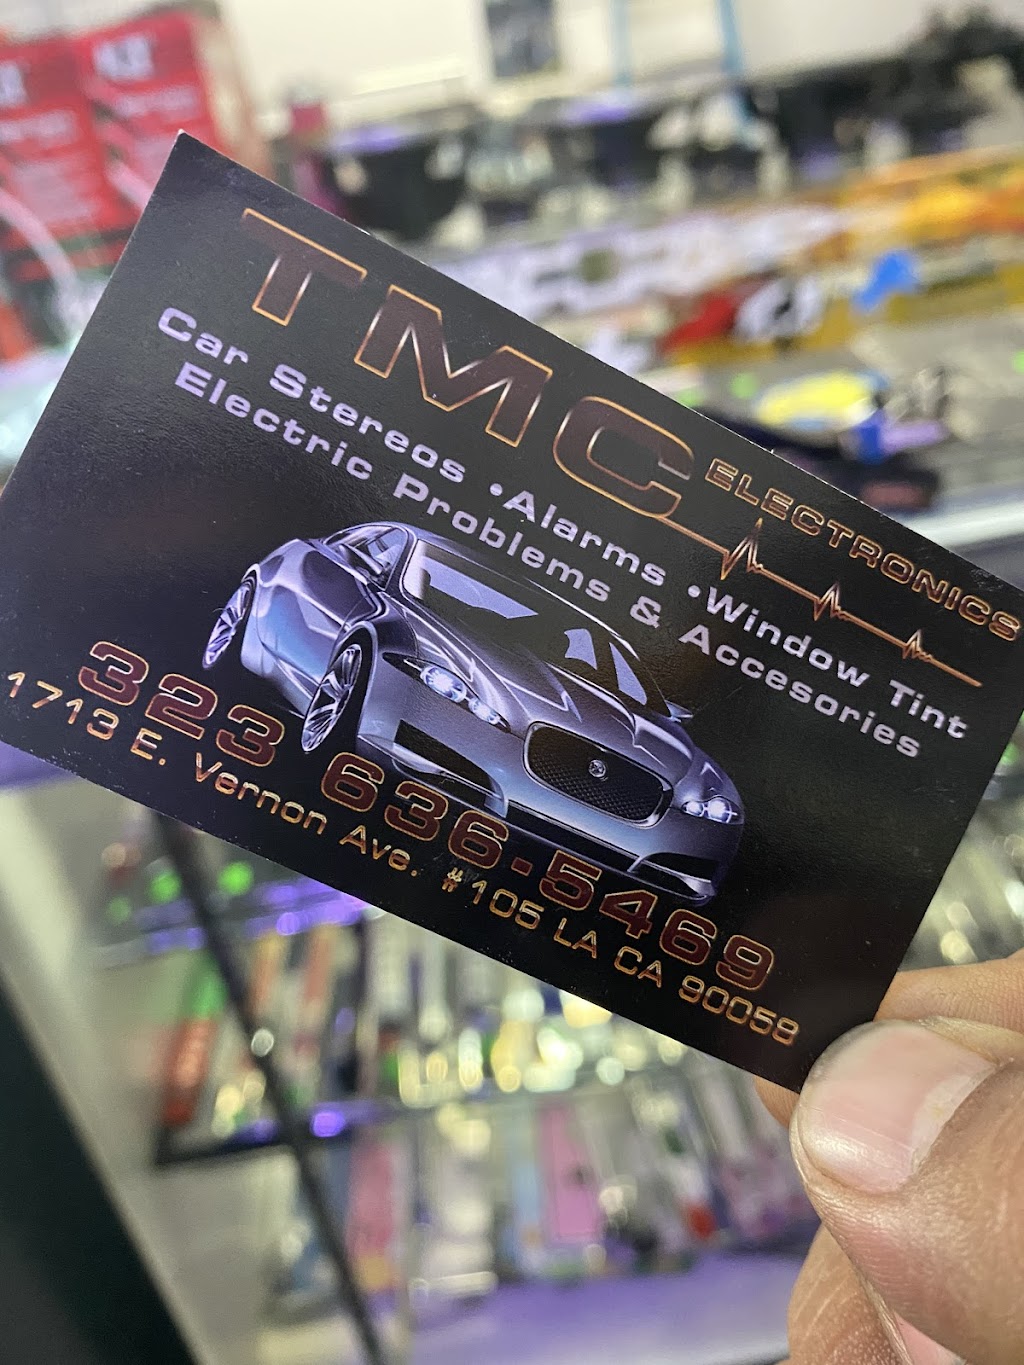 TMC ELECTRONICS
Car Stereos •Alarms •Window Tint
Electric Problems & Accesories
323 636-5469
1713 E. Vernon Ave. #105 LA CA 90058